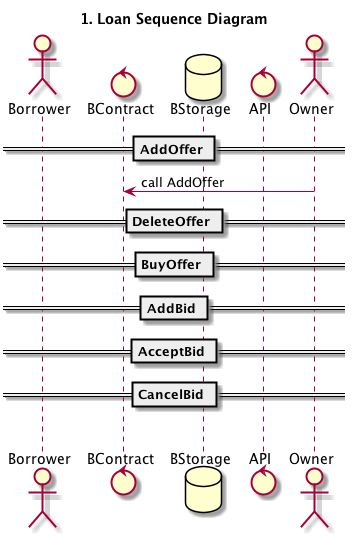 1. Loan Sequence Diagram
Borrower BContract BStorage API Owner
AddOffer
call AddOffer
DeleteOffer
BuyOffer
AddBid
AcceptBid
CancelBid
Borrower BContract BStorage API Owner